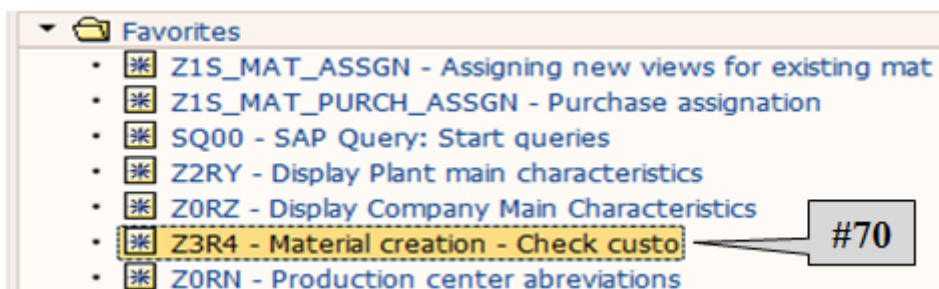 Favorites
Z1S_MAT_ASSGN - Assigning new views for existing mat
Z1S_MAT_PURCH_ASSGN - Purchase assignation
SQ00 - SAP Query: Start queries
Z2RY - Display Plant main characteristics
Z0RZ - Display Company Main Characteristics
Z3R4 - Material creation - Check custo
#70
Z0RN - Production center abreviations